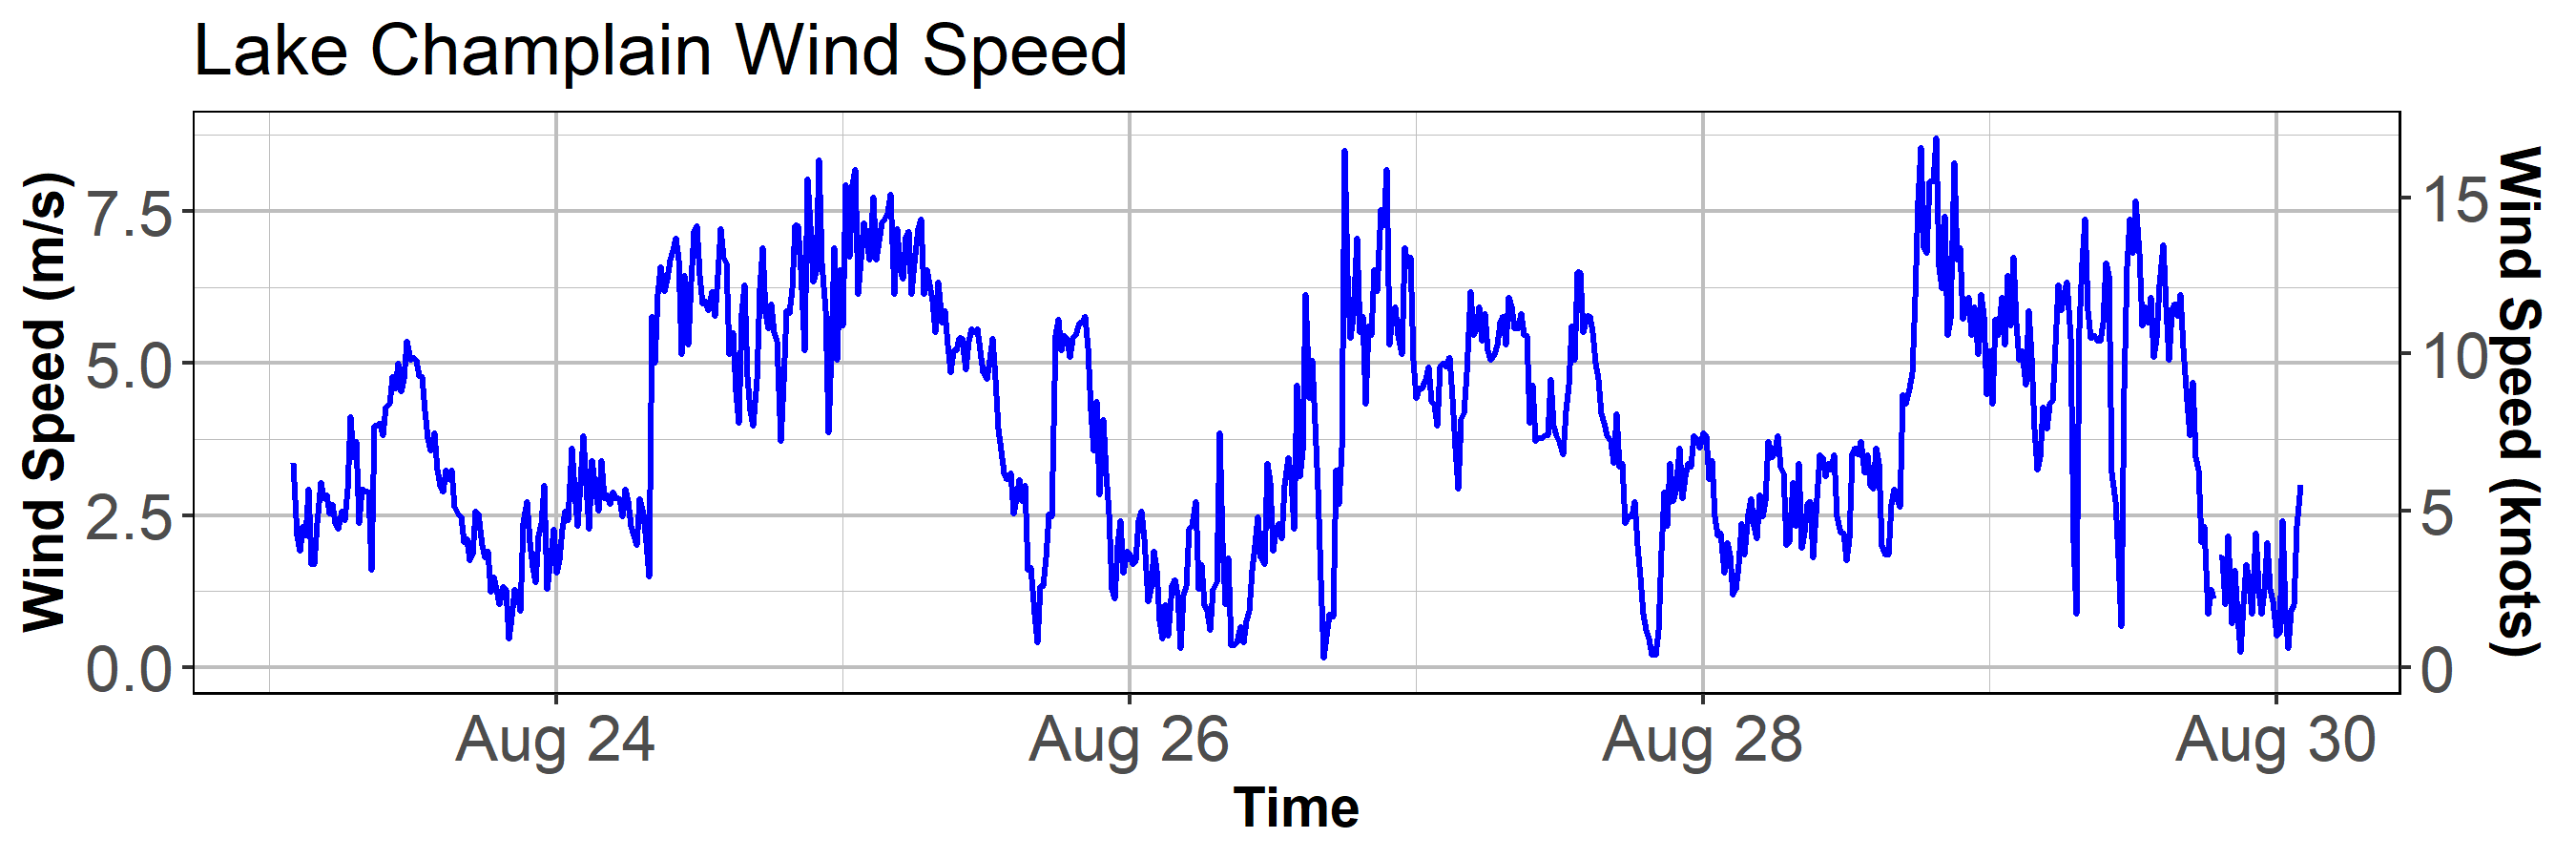 Lake Champlain Wind Speed
Wind Speed (m/s)
7.5
5.0
2.5
0.0
15
10
5
0
Wind Speed (knots)
Aug 24 Aug 26 Aug 28 Aug 30
Time